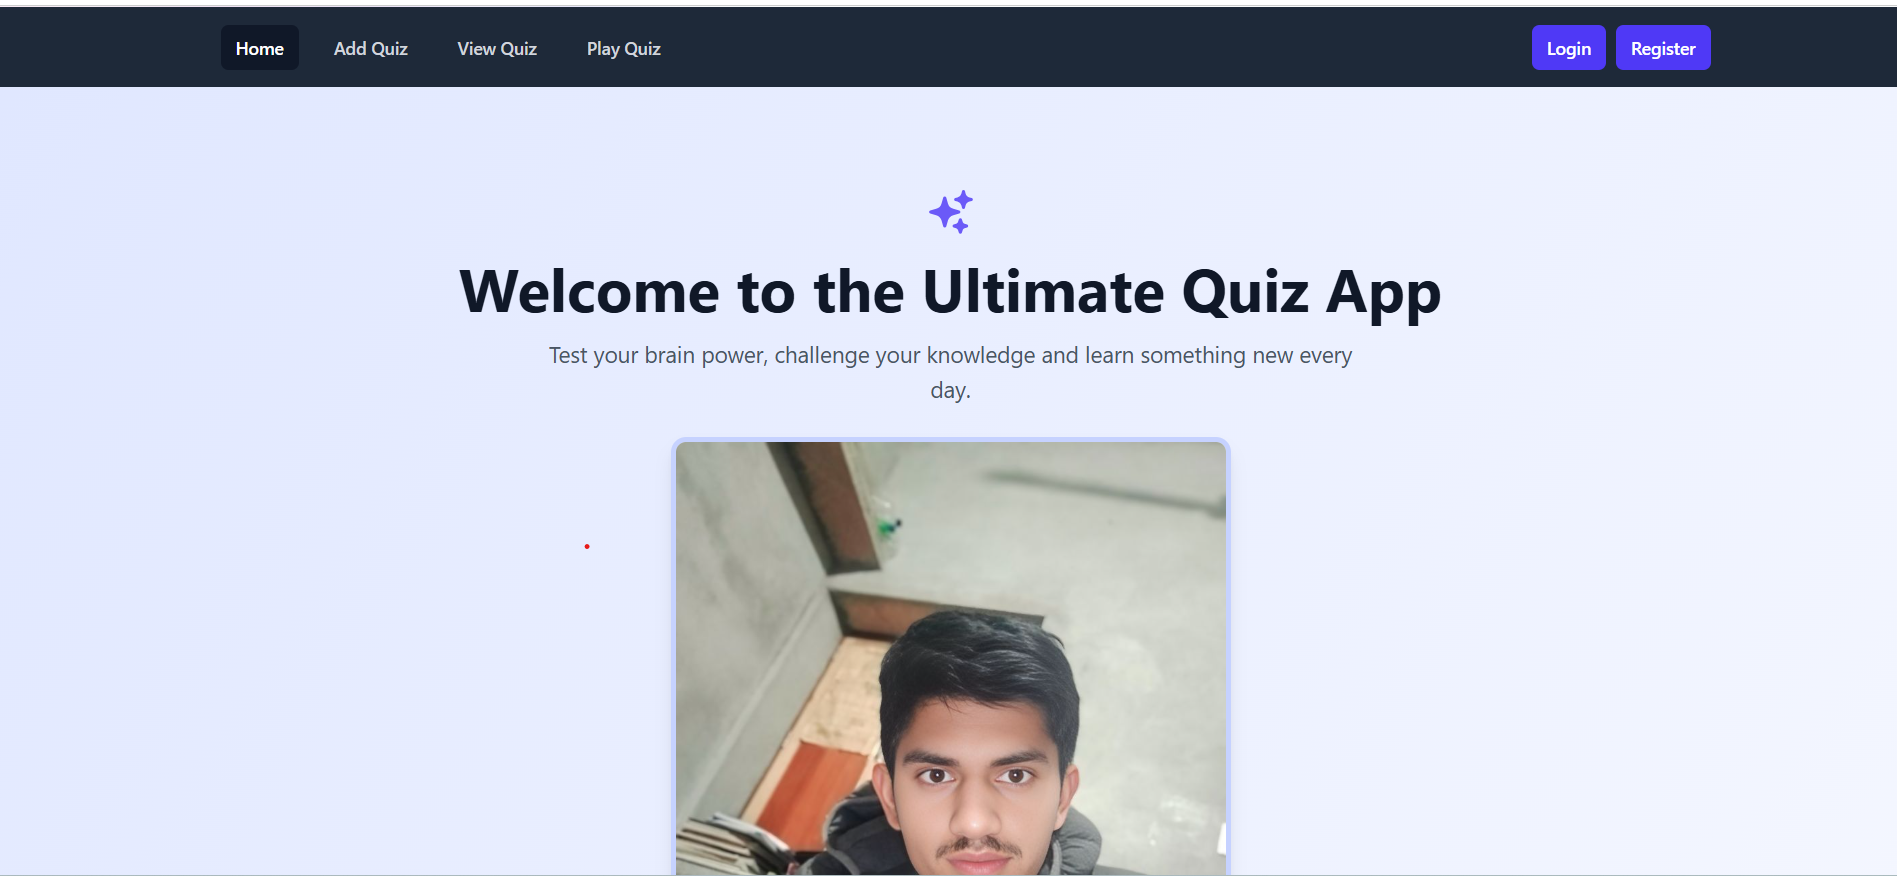 Home Add Quiz View Quiz Play Quiz Login Register
Welcome to the Ultimate Quiz App
Test your brain power, challenge your knowledge and learn something new every
day.